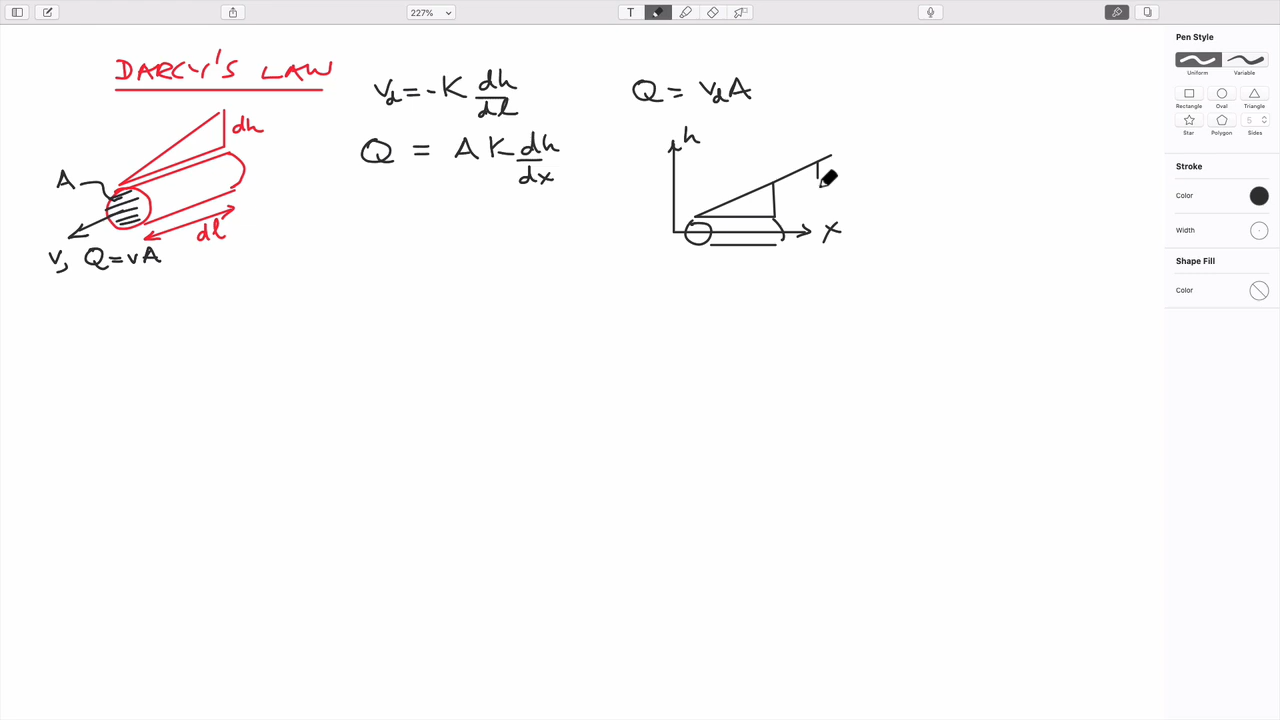 227%
T
DARCY'S LAW
v_d = -K dh/dl
Q = v_d A
Q = A K dh/dx
dh
A
dl
v, Q = vA
h
x
Pen Style
Uniform
Variable
Rectangle
Oval
Triangle
Star
Polygon
5
Sides
Stroke
Color
Width
Shape Fill
Color